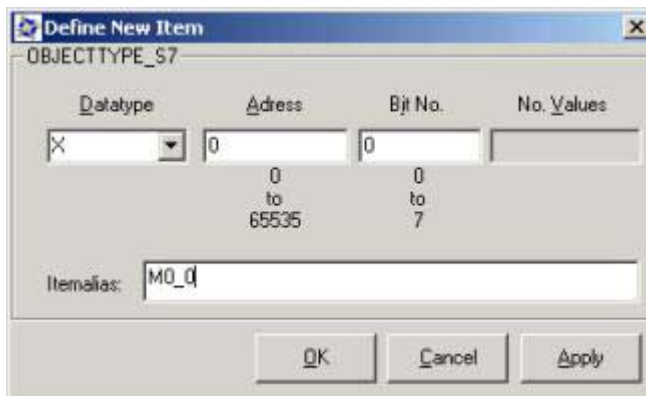 Define New Item
OBJECTTYPE_S7
Datatype Adress Bit No. No. Values
X 0 0
0 0
to to
65535 7
Itemalias: M0_0
OK Cancel Apply